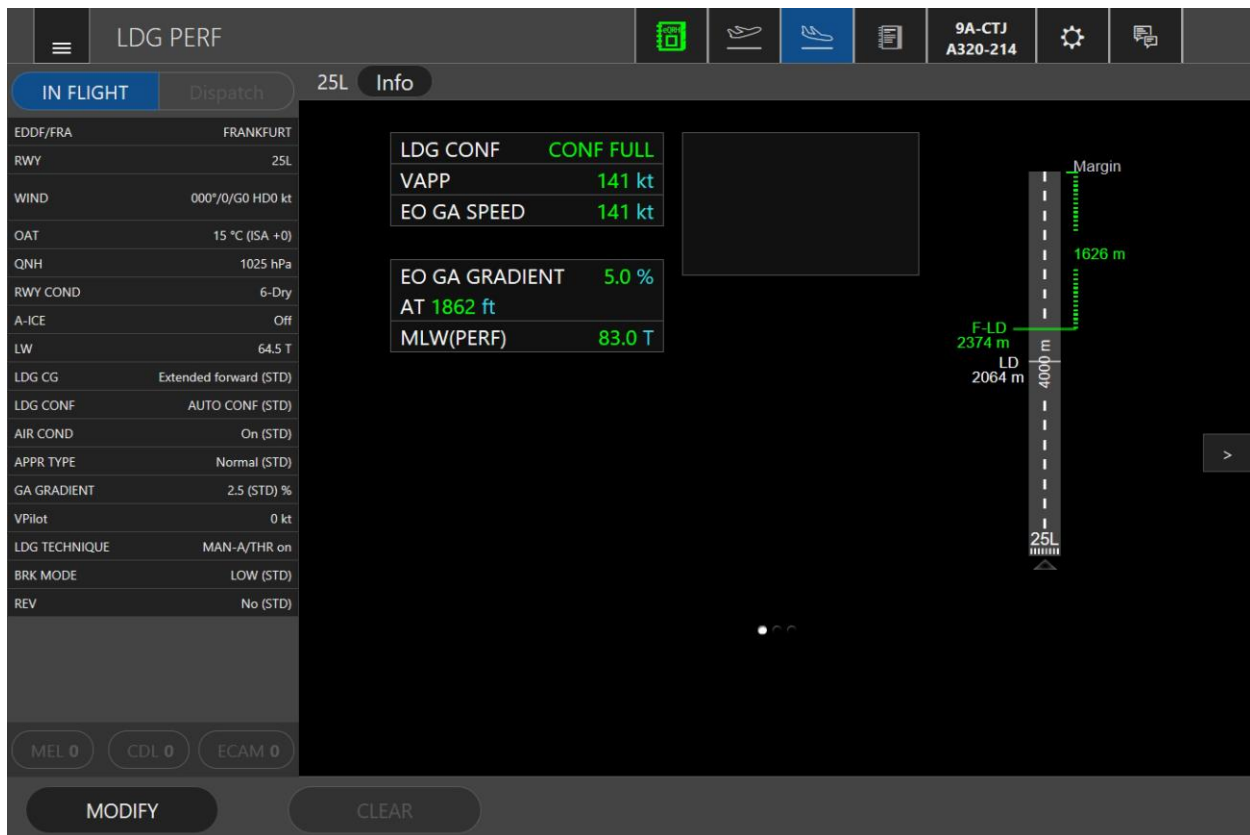 LDG PERF
eQRH
9A-CTJ
A320-214
IN FLIGHT
Dispatch
25L Info
EDDF/FRA FRANKFURT
RWY 25L
WIND 000°/0/G0 HD0 kt
OAT 15 °C (ISA +0)
QNH 1025 hPa
RWY COND 6-Dry
A-ICE Off
LW 64.5 T
LDG CG Extended forward (STD)
LDG CONF AUTO CONF (STD)
AIR COND On (STD)
APPR TYPE Normal (STD)
GA GRADIENT 2.5 (STD) %
VPilot 0 kt
LDG TECHNIQUE MAN-A/THR on
BRK MODE LOW (STD)
REV No (STD)
MEL 0
CDL 0
ECAM 0
LDG CONF CONF FULL
VAPP 141 kt
EO GA SPEED 141 kt
EO GA GRADIENT 5.0 %
AT 1862 ft
MLW(PERF) 83.0 T
Margin
1626 m
F-LD
2374 m
LD
2064 m
4000 m
25L
>
MODIFY
CLEAR